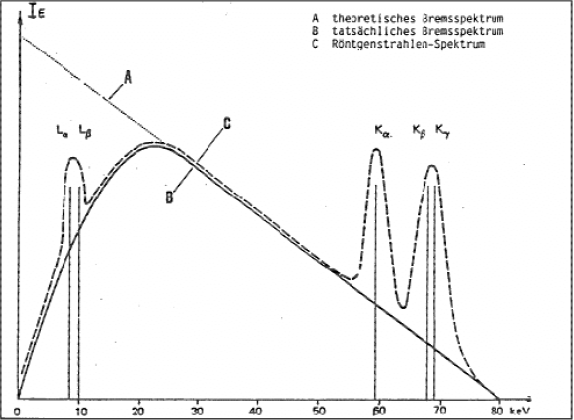 IE
A theoretisches Bremsspektrum
B tatsächliches Bremsspektrum
C Röntgenstrahlen-Spektrum
A
Lα Lβ
C
Kα Kβ Kγ
B
0 10 20 30 40 50 60 70 80 keV